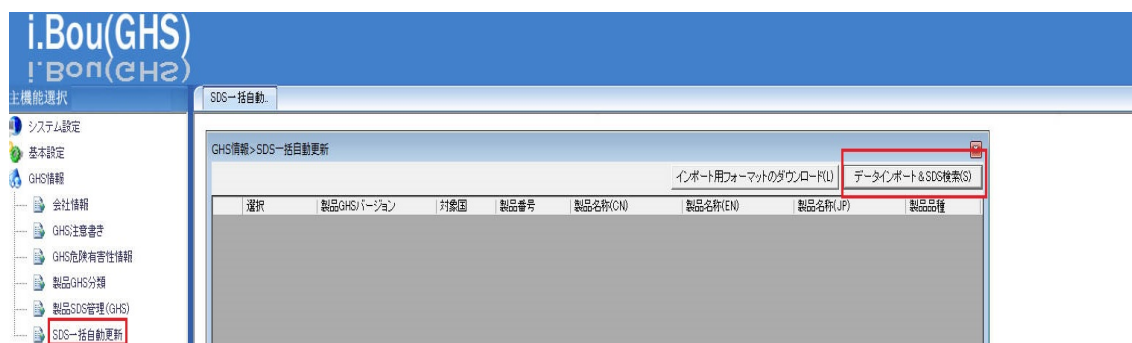 i.Bou(GHS)
主機能選択
SDS一括自動..
システム設定
基本設定
GHS情報
会社情報
GHS注意書き
GHS危険有害性情報
製品GHS分類
製品SDS管理(GHS)
SDS一括自動更新
GHS情報>SDS一括自動更新
インポート用フォーマットのダウンロード(L)
データインポート&SDS検索(S)
選択 製品GHSバージョン 対象国 製品番号 製品名称(CN) 製品名称(EN) 製品名称(JP) 製品品種